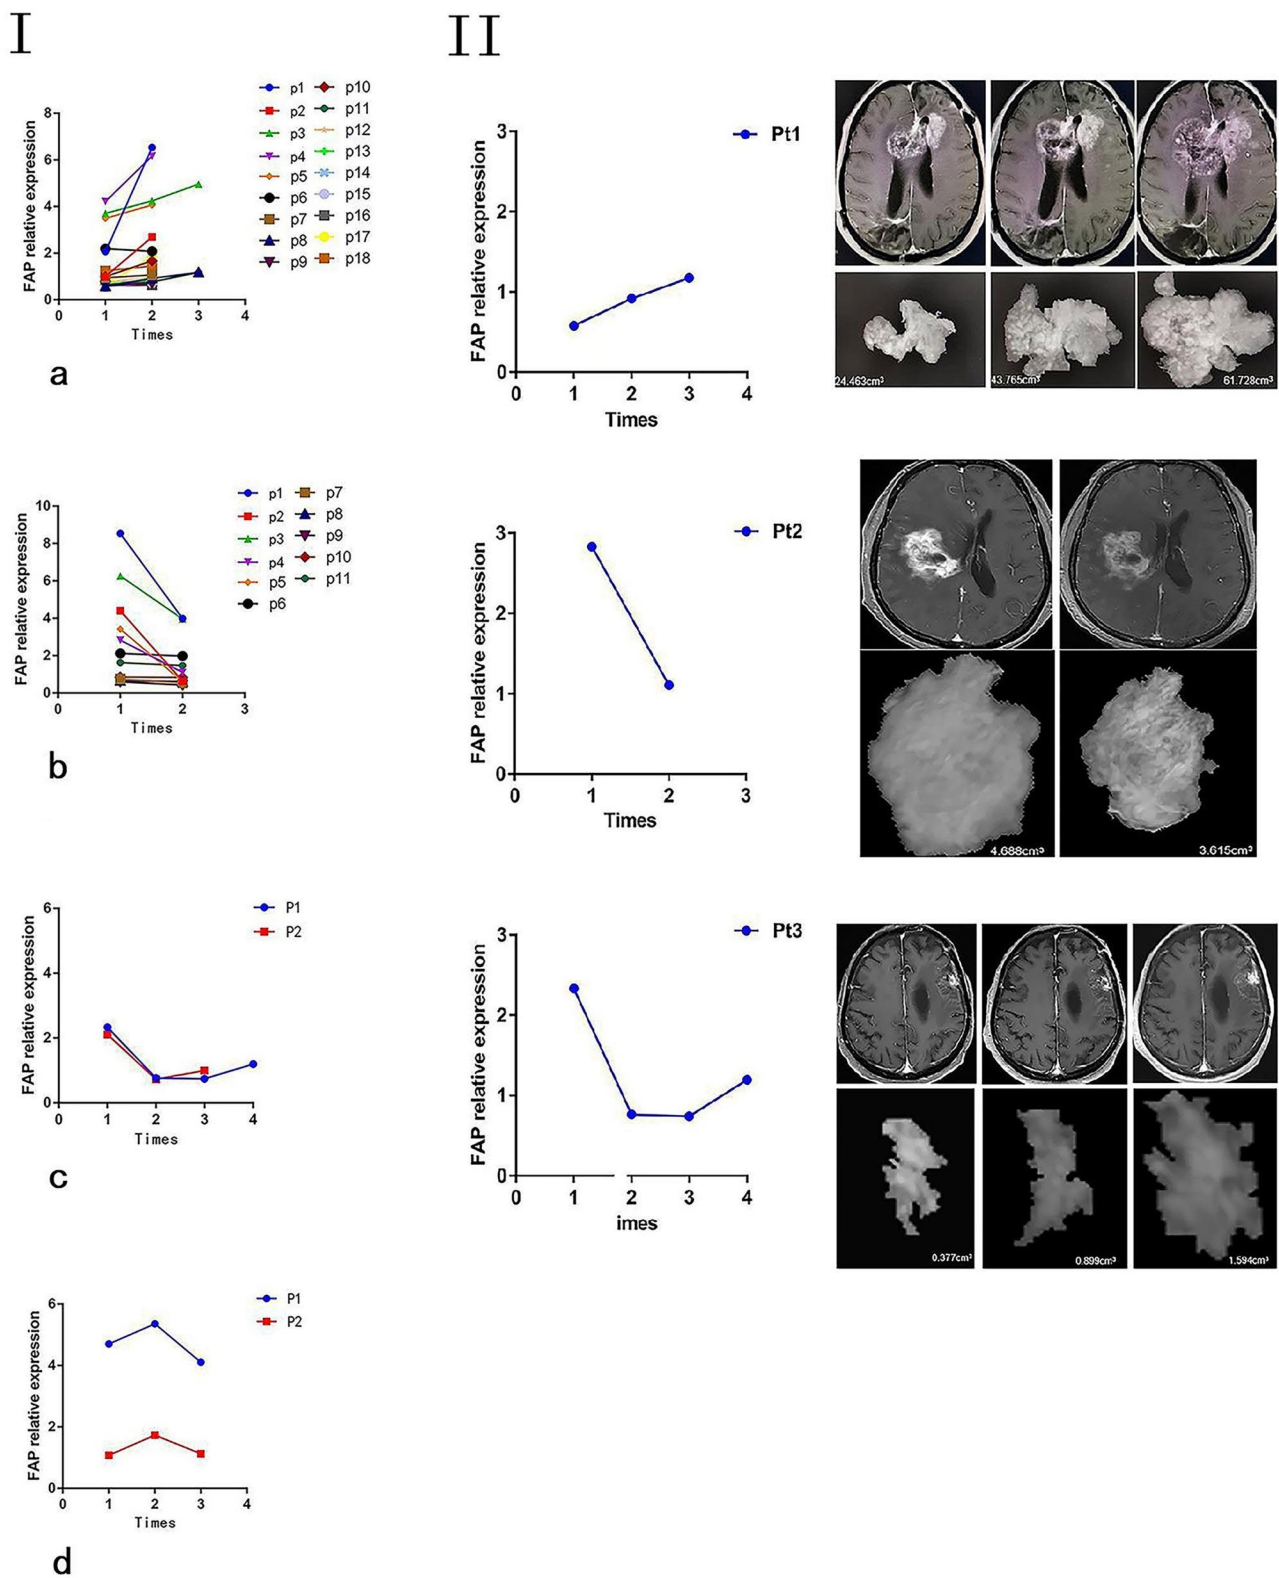 I
II
p1 p10
p2 p11
p3 p12
p4 p13
p5 p14
p6 p15
p7 p16
p8 p17
p9 p18
FAP relative expression
8
6
4
2
0
0 1 2 3 4
Times
a
Pt1
FAP relative expression
3
2
1
0
0 1 2 3 4
Times
24.463cm³
43.765cm³
61.728cm³
p1 p7
p2 p8
p3 p9
p4 p10
p5 p11
p6
FAP relative expression
10
8
6
4
2
0
0 1 2 3
Times
b
Pt2
FAP relative expression
3
2
1
0
0 1 2 3
Times
4.688cm³
3.615cm³
P1
P2
FAP relative expression
6
4
2
0
0 1 2 3 4
Times
c
Pt3
FAP relative expression
3
2
1
0
0 1 2 3 4
imes
0.377cm³
0.899cm³
1.594cm³
P1
P2
FAP relative expression
6
4
2
0
0 1 2 3 4
Times
d